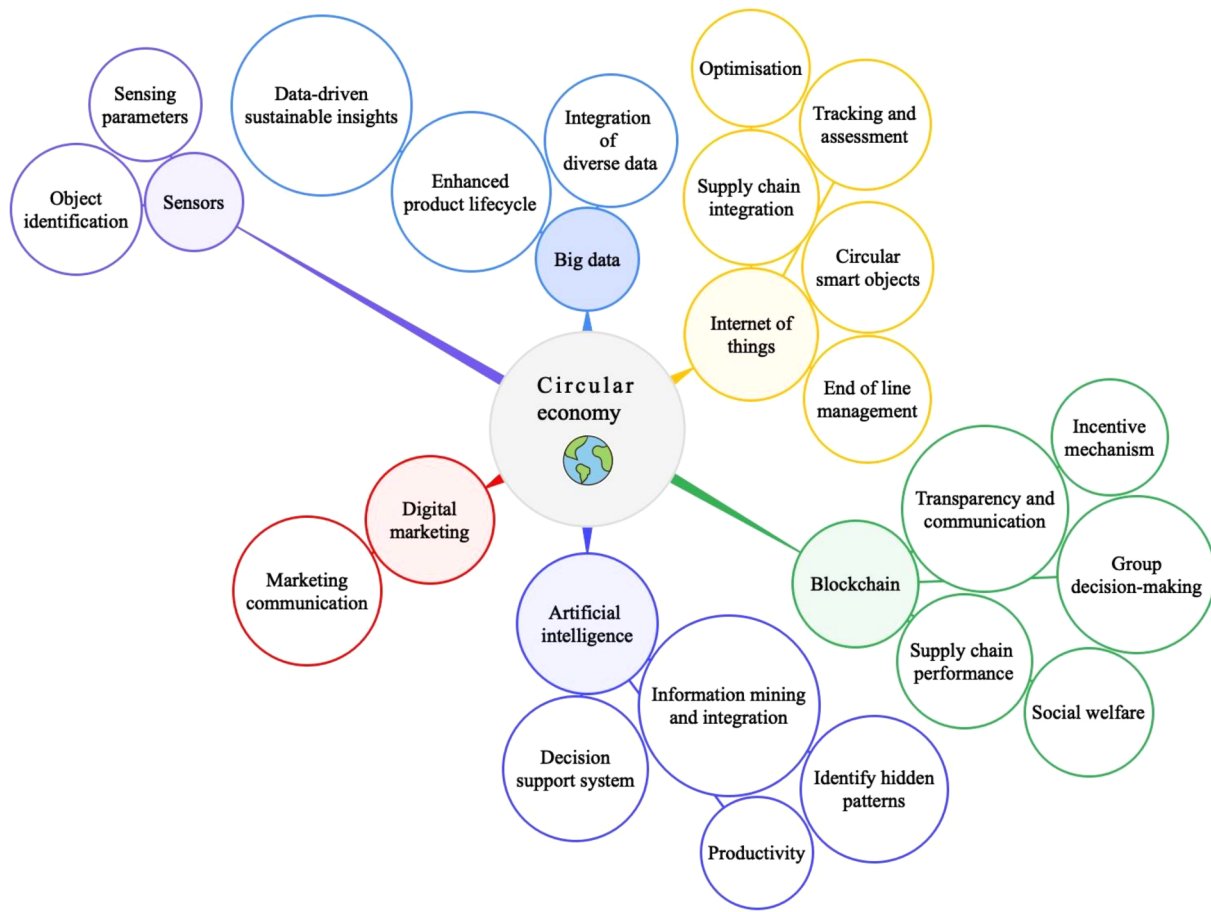 Sensing
parameters
Object
identification
Sensors
Data-driven
sustainable insights
Enhanced
product lifecycle
Integration
of
diverse data
Big data
Optimisation
Tracking and
assessment
Supply chain
integration
Circular
smart objects
Internet of
things
End of line
management
Circular
economy
Digital
marketing
Marketing
communication
Artificial
intelligence
Information mining
and integration
Decision
support system
Identify hidden
patterns
Productivity
Blockchain
Transparency and
communication
Incentive
mechanism
Group
decision-making
Supply chain
performance
Social welfare